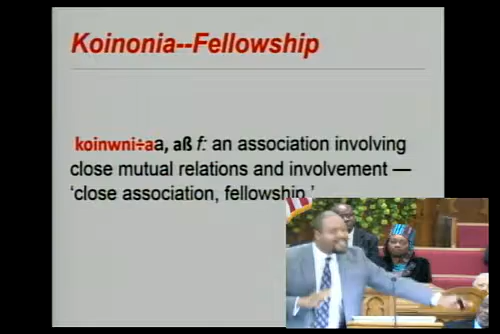 Koinonia--Fellowship
koinwni÷aa, aß f: an association involving
close mutual relations and involvement —
‘close association, fellowship.’